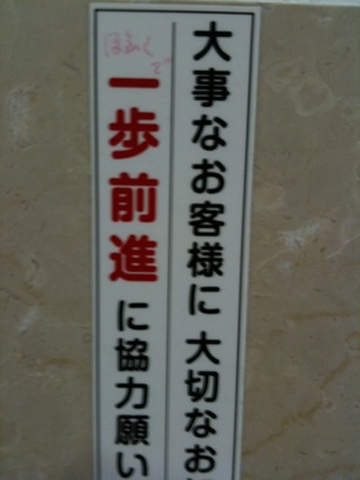 大事なお客様に 大切なお
ほふくで
一歩前進に協力願い